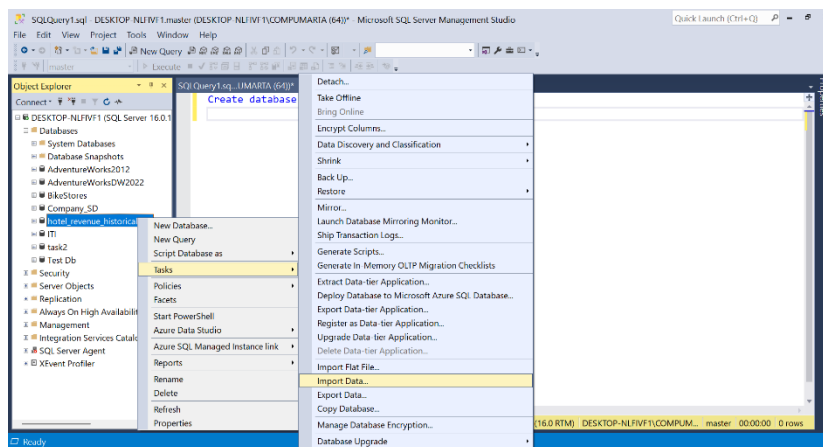 SQLQuery1.sql - DESKTOP-NLFIVF1.master (DESKTOP-NLFIVF1\COMPUMARTA (64))* - Microsoft SQL Server Management Studio
Quick Launch (Ctrl+Q)
File Edit View Project Tools Window Help
New Query
master
Execute
Object Explorer
SQLQuery1.sq...UMARTA (64))*
Properties
Connect
Create database
DESKTOP-NLFIVF1 (SQL Server 16.0.1
Databases
System Databases
Database Snapshots
AdventureWorks2012
AdventureWorksDW2022
BikeStores
Company_SD
hotel_revenue_historical
ITI
task2
Test Db
Security
Server Objects
Replication
Always On High Availabilit
Management
Integration Services Catalo
SQL Server Agent
XEvent Profiler
New Database...
New Query
Script Database as
Tasks
Policies
Facets
Start PowerShell
Azure Data Studio
Azure SQL Managed Instance link
Reports
Rename
Delete
Refresh
Properties
Detach...
Take Offline
Bring Online
Encrypt Columns...
Data Discovery and Classification
Shrink
Back Up...
Restore
Mirror...
Launch Database Mirroring Monitor...
Ship Transaction Logs...
Generate Scripts...
Generate In-Memory OLTP Migration Checklists
Extract Data-tier Application...
Deploy Database to Microsoft Azure SQL Database...
Export Data-tier Application...
Register as Data-tier Application...
Upgrade Data-tier Application...
Delete Data-tier Application...
Import Flat File...
Import Data...
Export Data...
Copy Database...
Manage Database Encryption...
Database Upgrade
(16.0 RTM) DESKTOP-NLFIVF1\COMPUM... master 00:00:00 0 rows
Ready